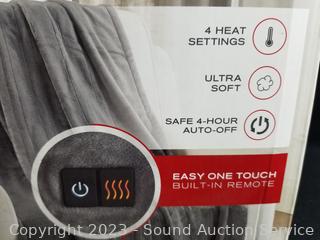 4 HEAT
SETTINGS
ULTRA
SOFT
SAFE 4-HOUR
AUTO-OFF
EASY ONE TOUCH
BUILT-IN REMOTE
Copyright 2023 - Sound Auction Service